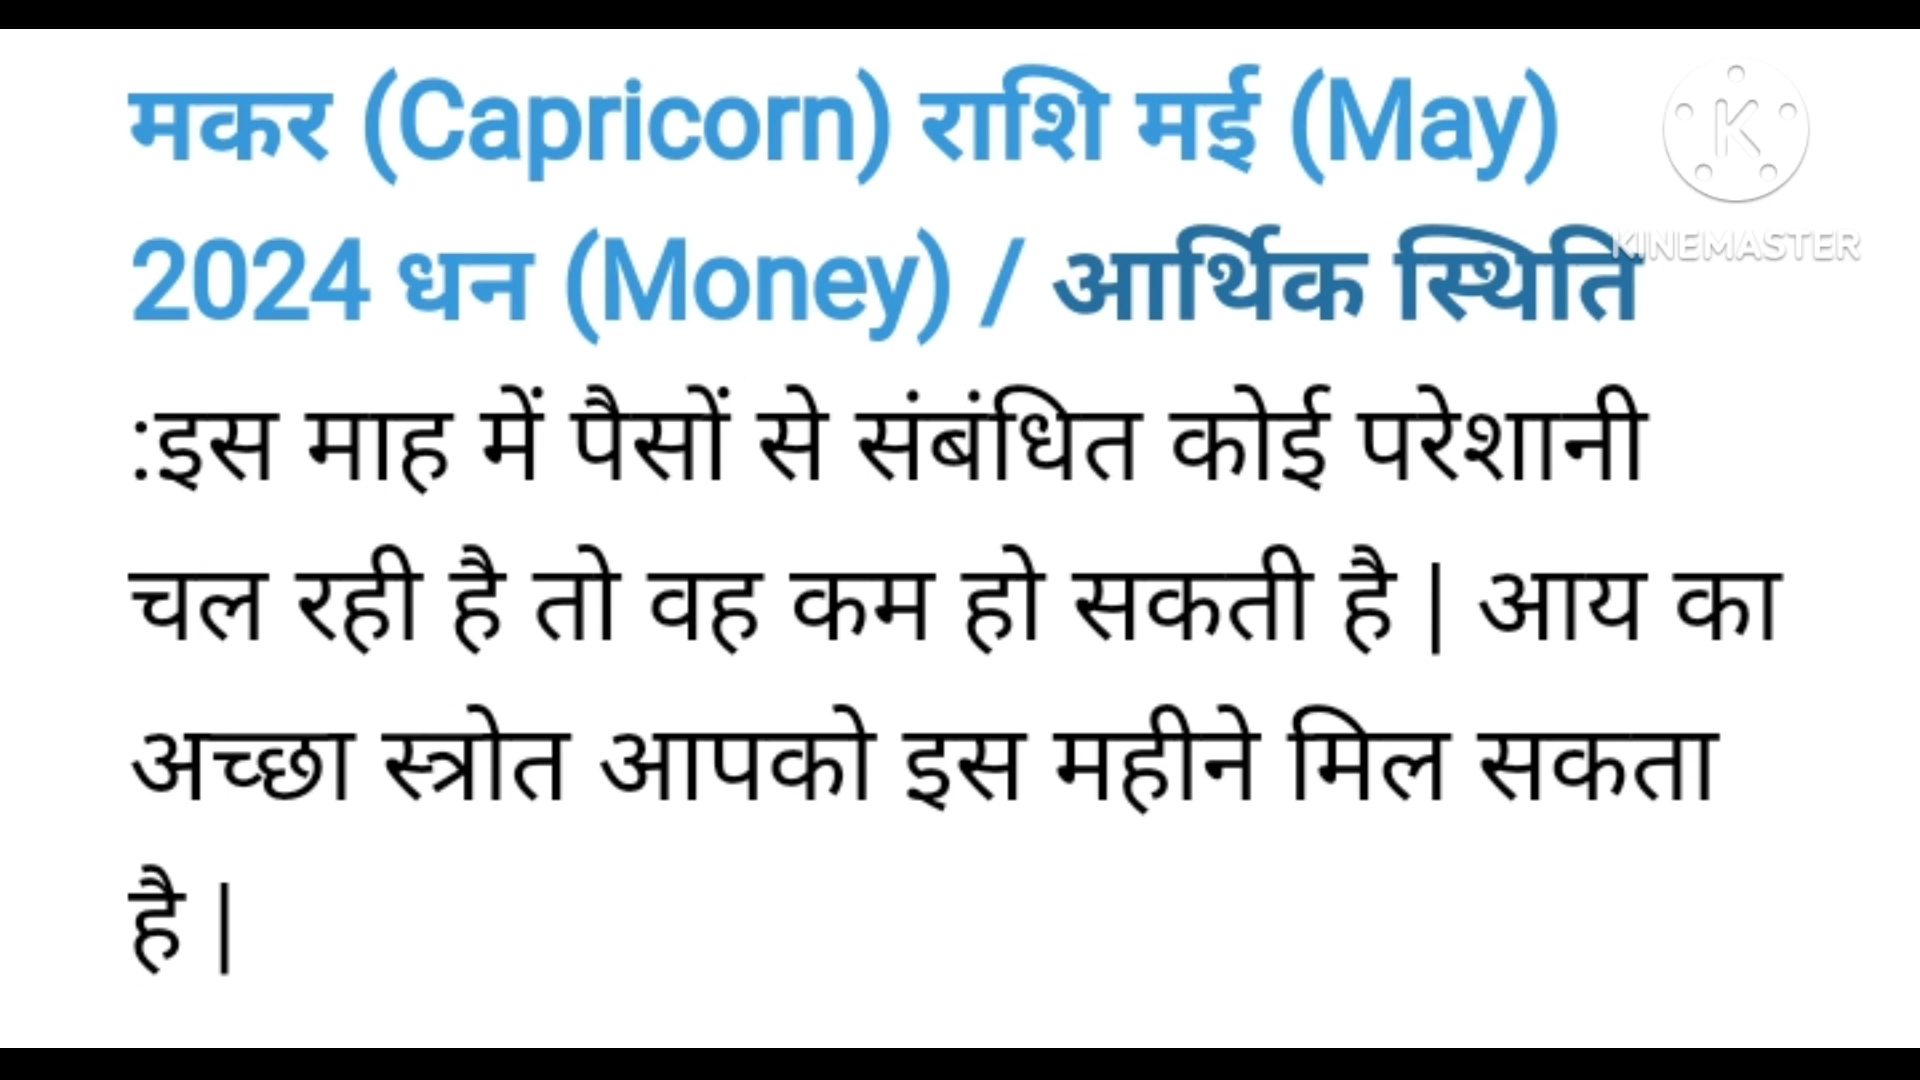 मकर (Capricorn) राशि मई (May)
2024 धन (Money) / आर्थिक स्थिति
:इस माह में पैसों से संबंधित कोई परेशानी
चल रही है तो वह कम हो सकती है | आय का
अच्छा स्त्रोत आपको इस महीने मिल सकता
है |
K
KINEMASTER